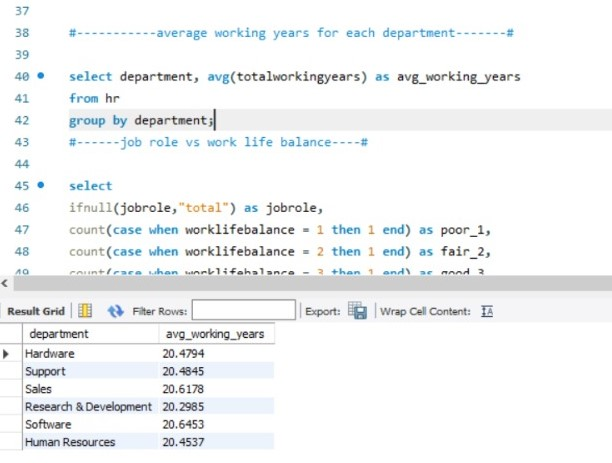 37
38 #-----------average working years for each department-------#
39
40 select department, avg(totalworkingyears) as avg_working_years
41 from hr
42 group by department;
43 #------job role vs work life balance----#
44
45 select
46 ifnull(jobrole,"total") as jobrole,
47 count(case when worklifebalance = 1 then 1 end) as poor_1,
48 count(case when worklifebalance = 2 then 1 end) as fair_2,
49 count(case when worklifebalance = 3 then 1 end) as good_3
Result Grid Filter Rows: Export: Wrap Cell Content: IA
department avg_working_years
Hardware 20.4794
Support 20.4845
Sales 20.6178
Research & Development 20.2985
Software 20.6453
Human Resources 20.4537